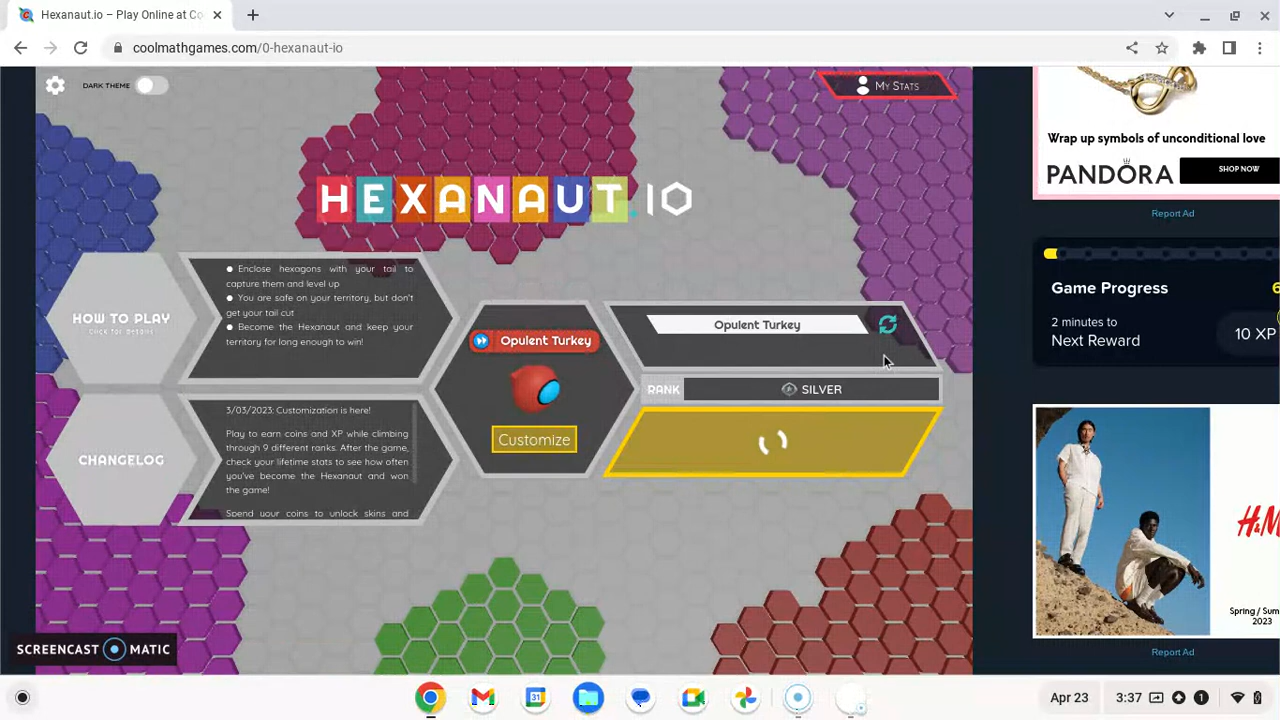 Hexanaut.io – Play Online at Co
coolmathgames.com/0-hexanaut-io
DARK THEME
MY STATS
HEXANAUT.IO
HOW TO PLAY
click for details
● Enclose hexagons with your tail to
capture them and level up
● You are safe on your territory, but don't
get your tail cut
● Become the Hexanaut and keep your
territory for long enough to win!
CHANGELOG
3/03/2023: Customization is here!
Play to earn coins and XP while climbing
through 9 different ranks. After the game,
check your lifetime stats to see how often
you've become the Hexanaut and won
the game!
Spend your coins to unlock skins and
Opulent Turkey
Customize
Opulent Turkey
RANK
SILVER
Wrap up symbols of unconditional love
PANDORA
SHOP NOW
Report Ad
Game Progress
6
2 minutes to
Next Reward
10 XP
H&M
Spring / Sum
2023
Report Ad
SCREENCAST MATIC
31
Apr 23
3:37
1